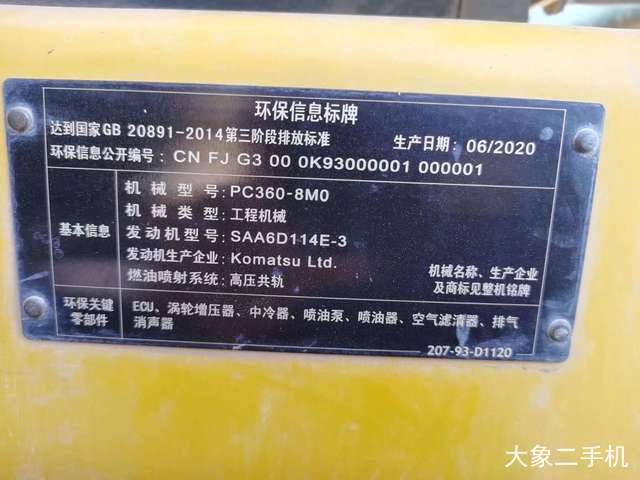 环保信息标牌
达到国家GB 20891-2014第三阶段排放标准 生产日期: 06/2020
环保信息公开编号: CN FJ G3 00 0K93000001 000001
基本信息
机械型号: PC360-8M0
机械类型: 工程机械
发动机型号: SAA6D114E-3
发动机生产企业: Komatsu Ltd.
燃油喷射系统: 高压共轨
机械名称、生产企业
及商标见整机铭牌
环保关键
零部件
ECU、涡轮增压器、中冷器、喷油泵、喷油器、空气滤清器、排气
消声器
207-93-D1120
大象二手机